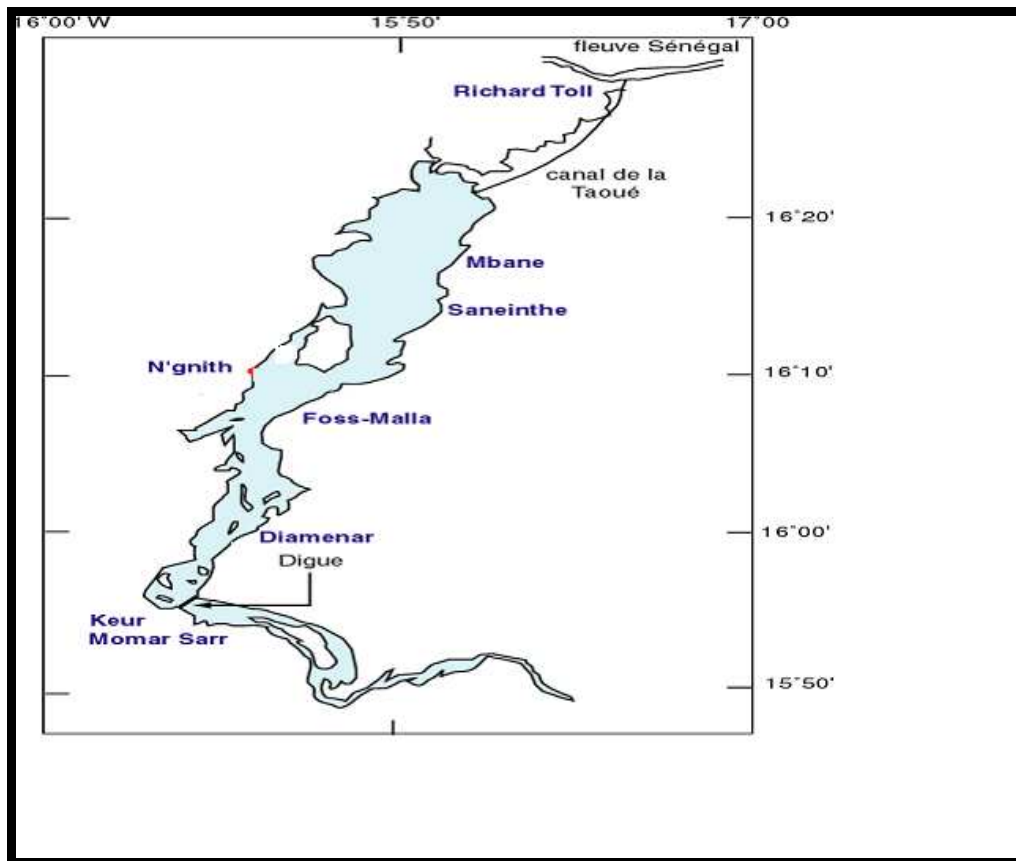 16°00' W
15°50'
17°00
fleuve Sénégal
Richard Toll
canal de la
Taoué
16°20'
Mbane
Saneinthe
N'gnith
16°10'
Foss-Malla
16°00'
Diamenar
Digue
Keur
Momar Sarr
15°50'